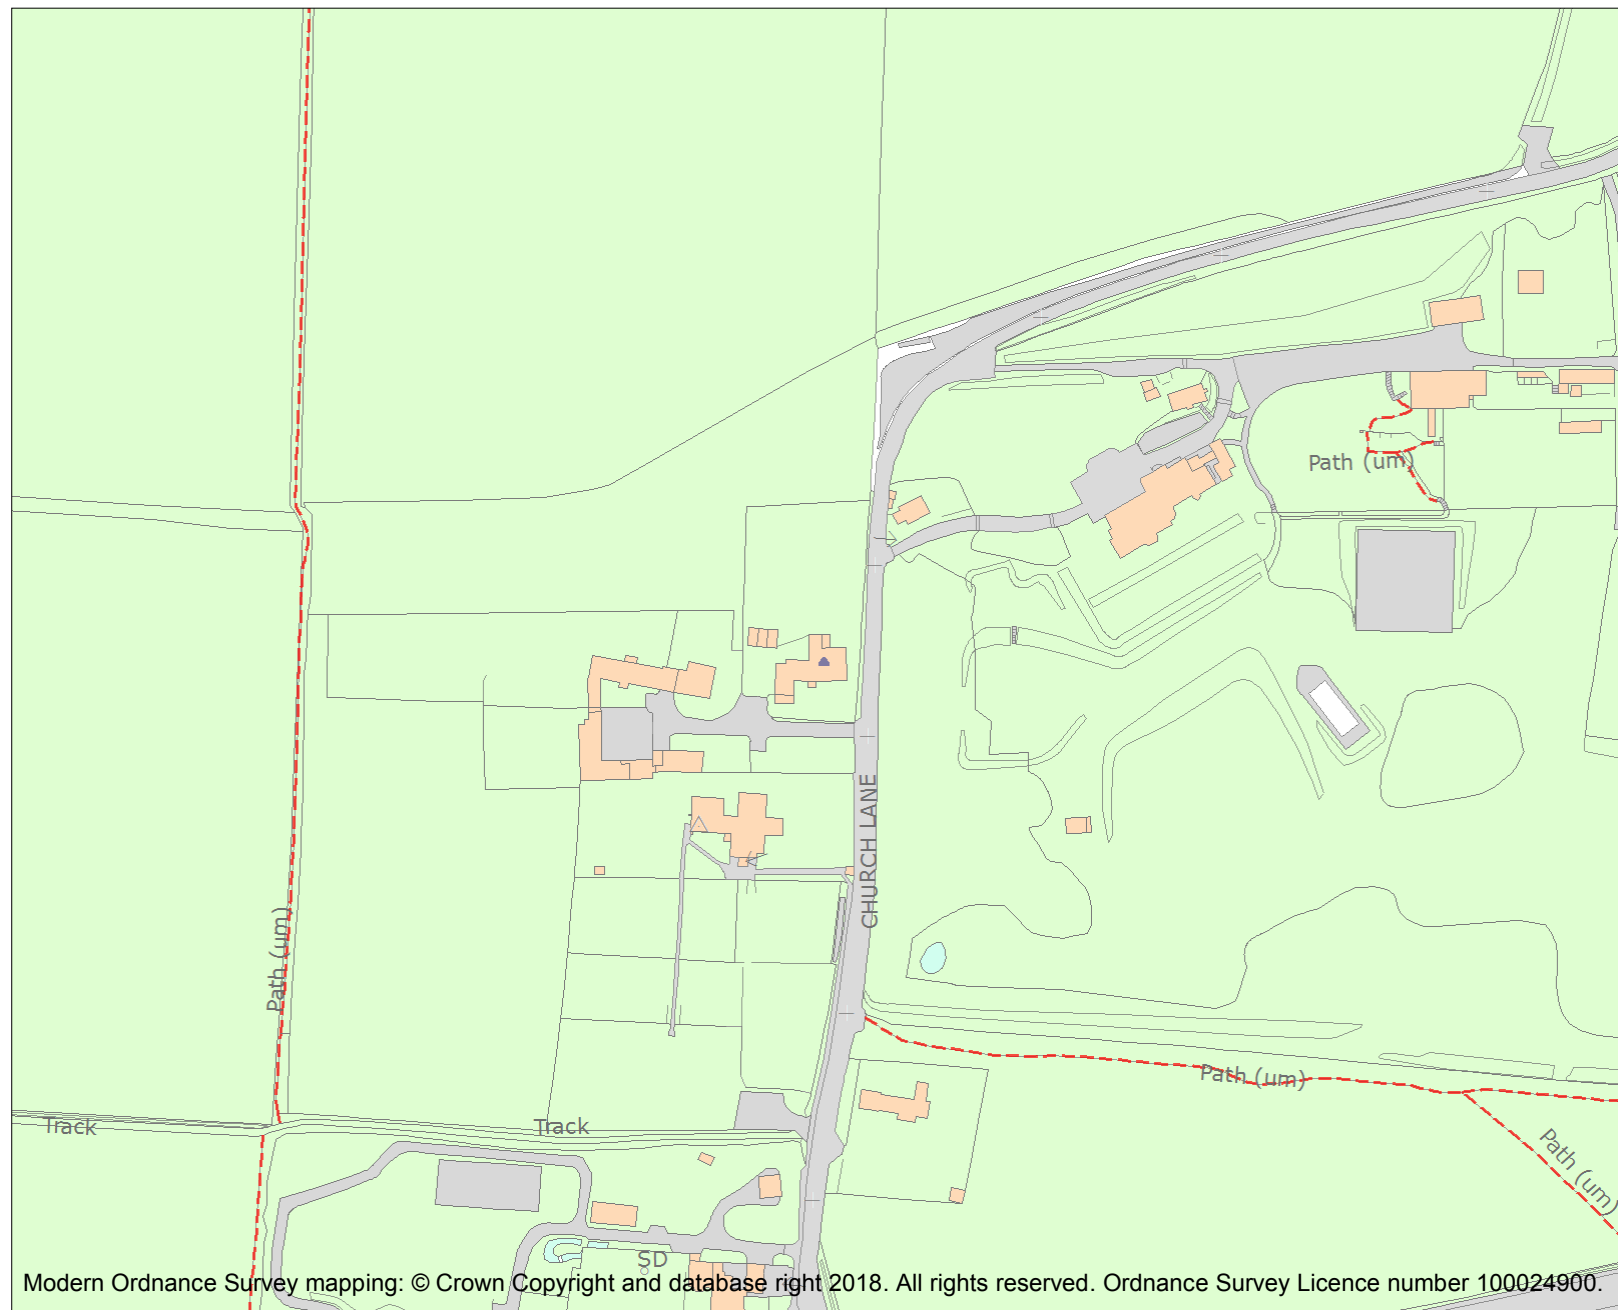 Path (um)
CHURCH LANE
Path (um)
Path (um)
Track
Track
Path (um)
SD
Modern Ordnance Survey mapping: © Crown Copyright and database right 2018. All rights reserved. Ordnance Survey Licence number 100024900.